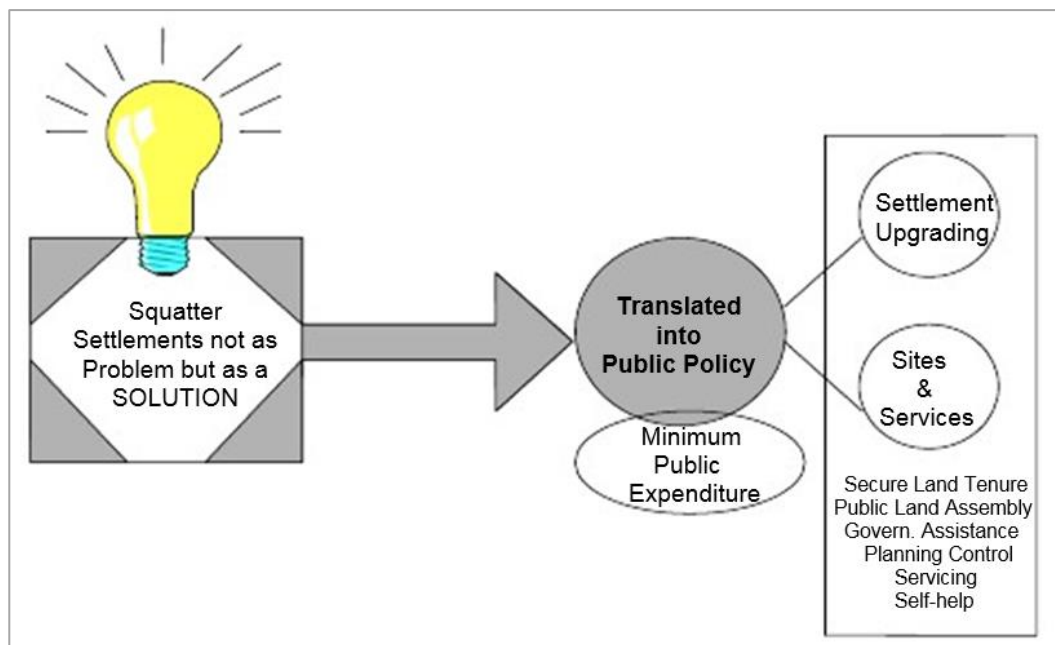 Squatter
Settlements not as
Problem but as a
SOLUTION
Translated
into
Public Policy
Minimum
Public
Expenditure
Settlement
Upgrading
Sites
&
Services
Secure Land Tenure
Public Land Assembly
Govern. Assistance
Planning Control
Servicing
Self-help